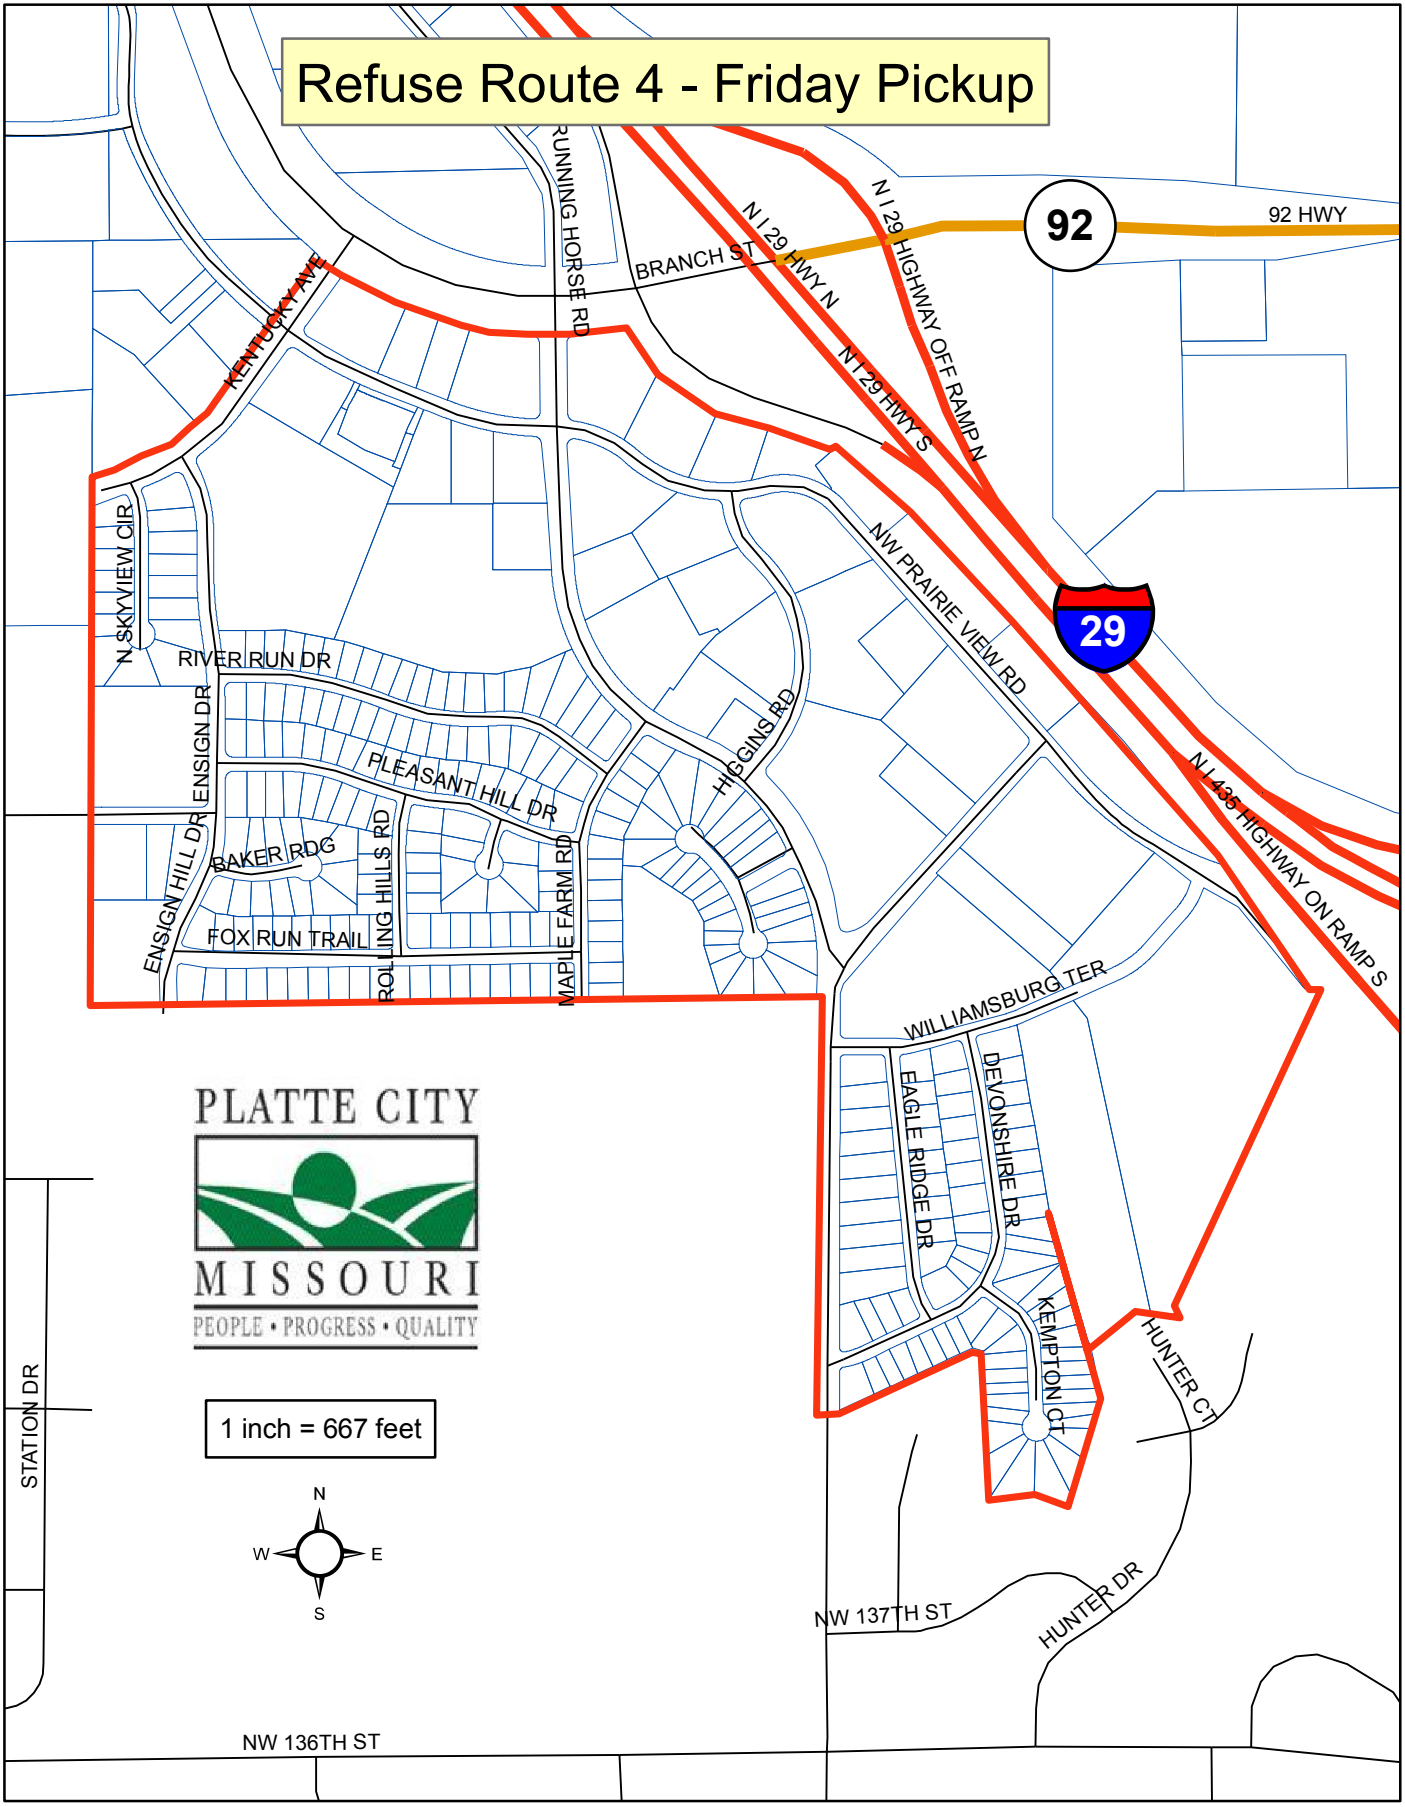 Refuse Route 4 - Friday Pickup
RUNNING HORSE RD
N I 29 HIGHWAY OFF RAMP N
92
92 HWY
N I 29 HWY N
BRANCH ST
KENTUCKY AVE
N I 29 HWY S
N SKYVIEW CIR
NW PRAIRIE VIEW RD
29
RIVER RUN DR
ENSIGN DR
HIGGINS RD
PLEASANT HILL DR
N I 435 HIGHWAY ON RAMP S
ENSIGN HILL DR
BAKER RDG
ROLLING HILLS RD
MAPLE FARM RD
FOX RUN TRAIL
WILLIAMSBURG TER
EAGLE RIDGE DR
DEVONSHIRE DR
PLATTE CITY
MISSOURI
PEOPLE • PROGRESS • QUALITY
KEMPTON CT
HUNTER CT
STATION DR
1 inch = 667 feet
N
W
E
S
HUNTER DR
NW 137TH ST
NW 136TH ST